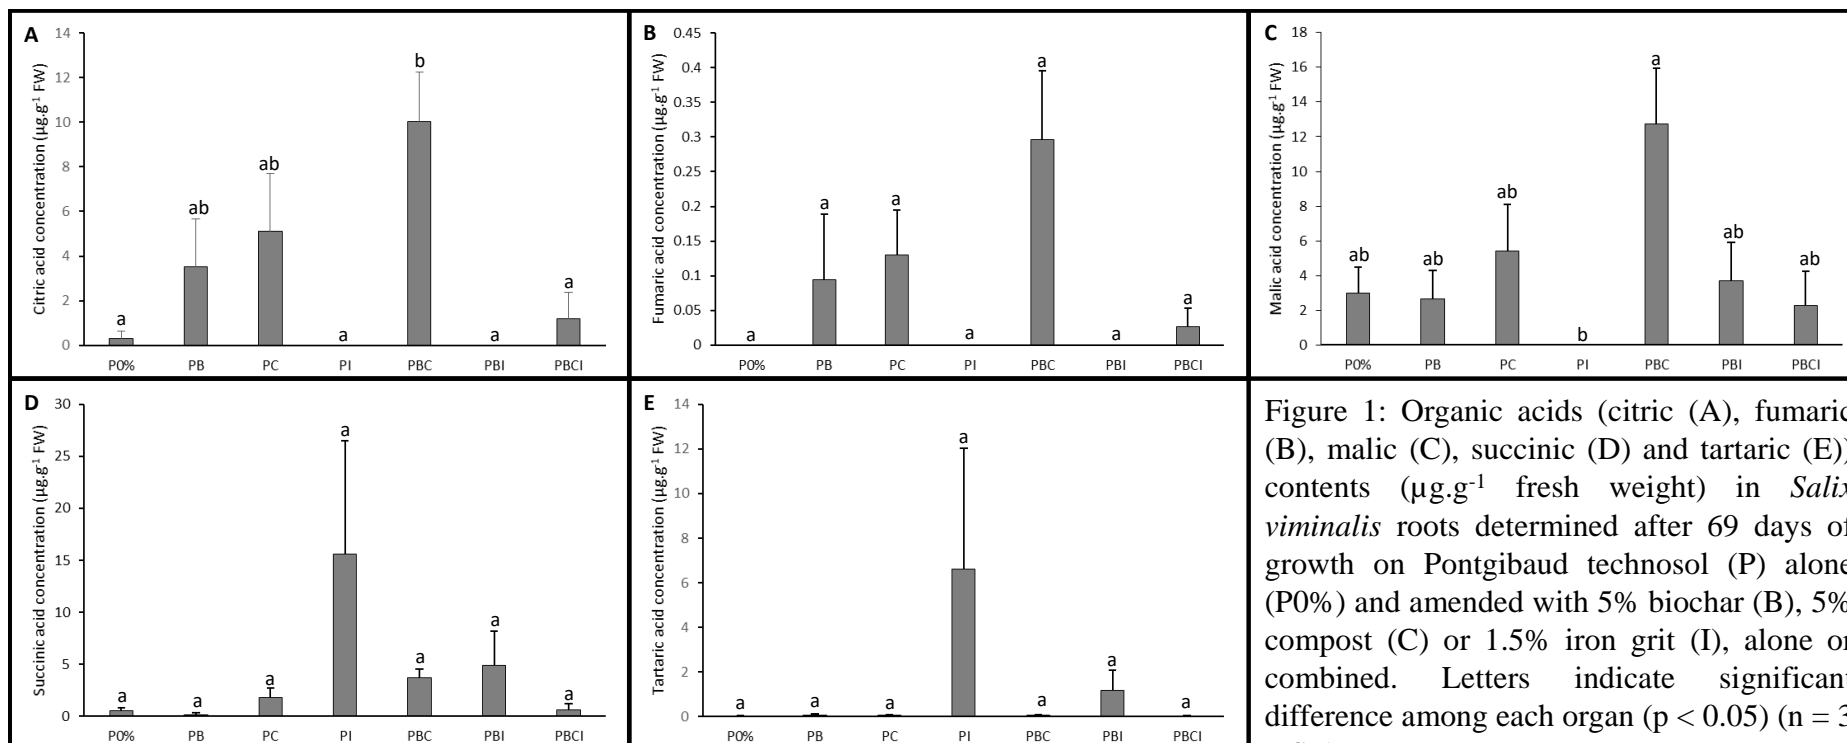 A
Citric acid concentration (µg.g-1 FW)
14
12
10
8
6
4
2
0
a
ab
ab
a
b
a
a
P0% PB PC PI PBC PBI PBCI
B
Fumaric acid concentration (µg.g-1 FW)
0.45
0.4
0.35
0.3
0.25
0.2
0.15
0.1
0.05
0
a
a
a
a
a
a
a
P0% PB PC PI PBC PBI PBCI
C
Malic acid concentration (µg.g-1 FW)
18
16
14
12
10
8
6
4
2
0
ab
ab
ab
b
a
ab
ab
P0% PB PC PI PBC PBI PBCI
D
Succinic acid concentration (µg.g-1 FW)
30
25
20
15
10
5
0
a
a
a
a
a
a
a
P0% PB PC PI PBC PBI PBCI
E
Tartaric acid concentration (µg.g-1 FW)
14
12
10
8
6
4
2
0
a
a
a
a
a
a
a
P0% PB PC PI PBC PBI PBCI
Figure 1: Organic acids (citric (A), fumaric
(B), malic (C), succinic (D) and tartaric (E))
contents (µg.g-1 fresh weight) in Salix
viminalis roots determined after 69 days of
growth on Pontgibaud technosol (P) alone
(P0%) and amended with 5% biochar (B), 5%
compost (C) or 1.5% iron grit (I), alone or
combined. Letters indicate significant
difference among each organ (p < 0.05) (n = 3